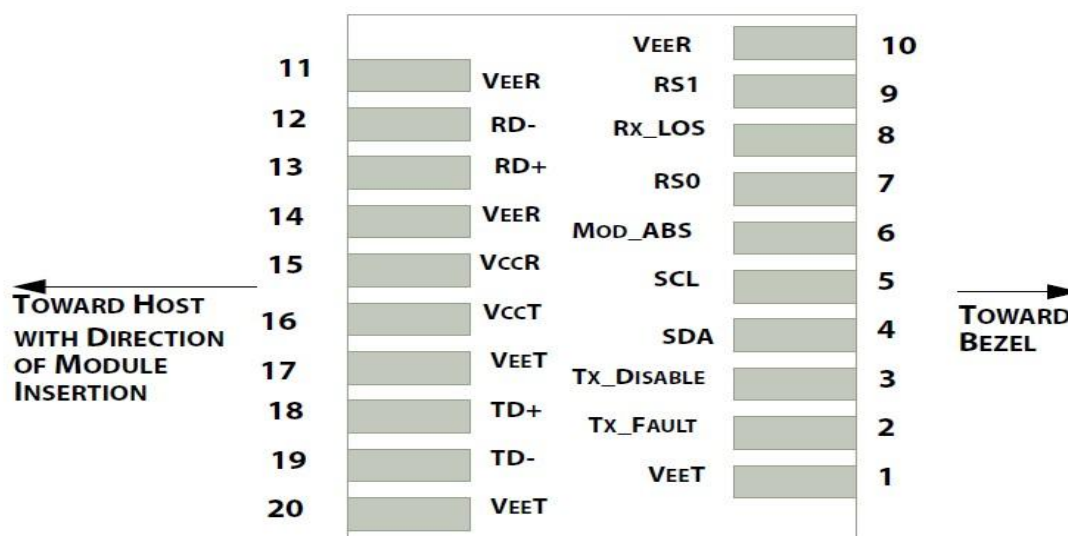 11
VEER
12
RD-
13
RD+
14
VEER
15
VCCR
16
VCCT
17
VEET
18
TD+
19
TD-
20
VEET
VEER
10
RS1
9
RX_LOS
8
RS0
7
MOD_ABS
6
SCL
5
SDA
4
TX_DISABLE
3
TX_FAULT
2
VEET
1
TOWARD HOST
WITH DIRECTION
OF MODULE
INSERTION
TOWARD
BEZEL